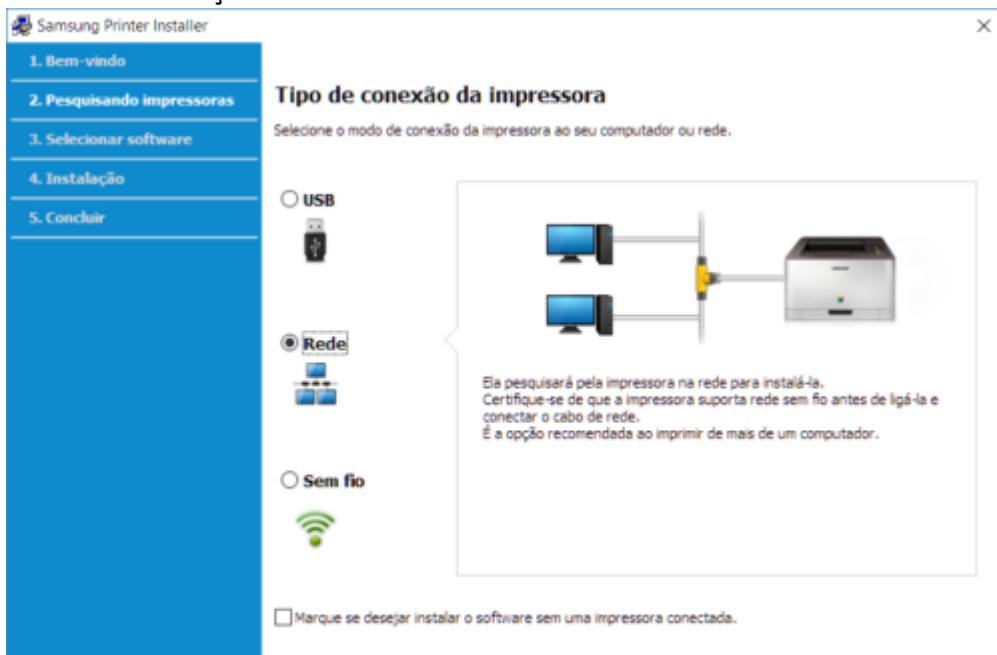 Samsung Printer Installer
1. Bem-vindo
2. Pesquisando impressoras
3. Selecionar software
4. Instalação
5. Concluir
Tipo de conexão da impressora
Selecione o modo de conexão da impressora ao seu computador ou rede.
USB
Rede
Ela pesquisará pela impressora na rede para instalá-la.
Certifique-se de que a impressora suporta rede sem fio antes de ligá-la e
conectar o cabo de rede.
É a opção recomendada ao imprimir de mais de um computador.
Sem fio
Marque se desejar instalar o software sem uma impressora conectada.